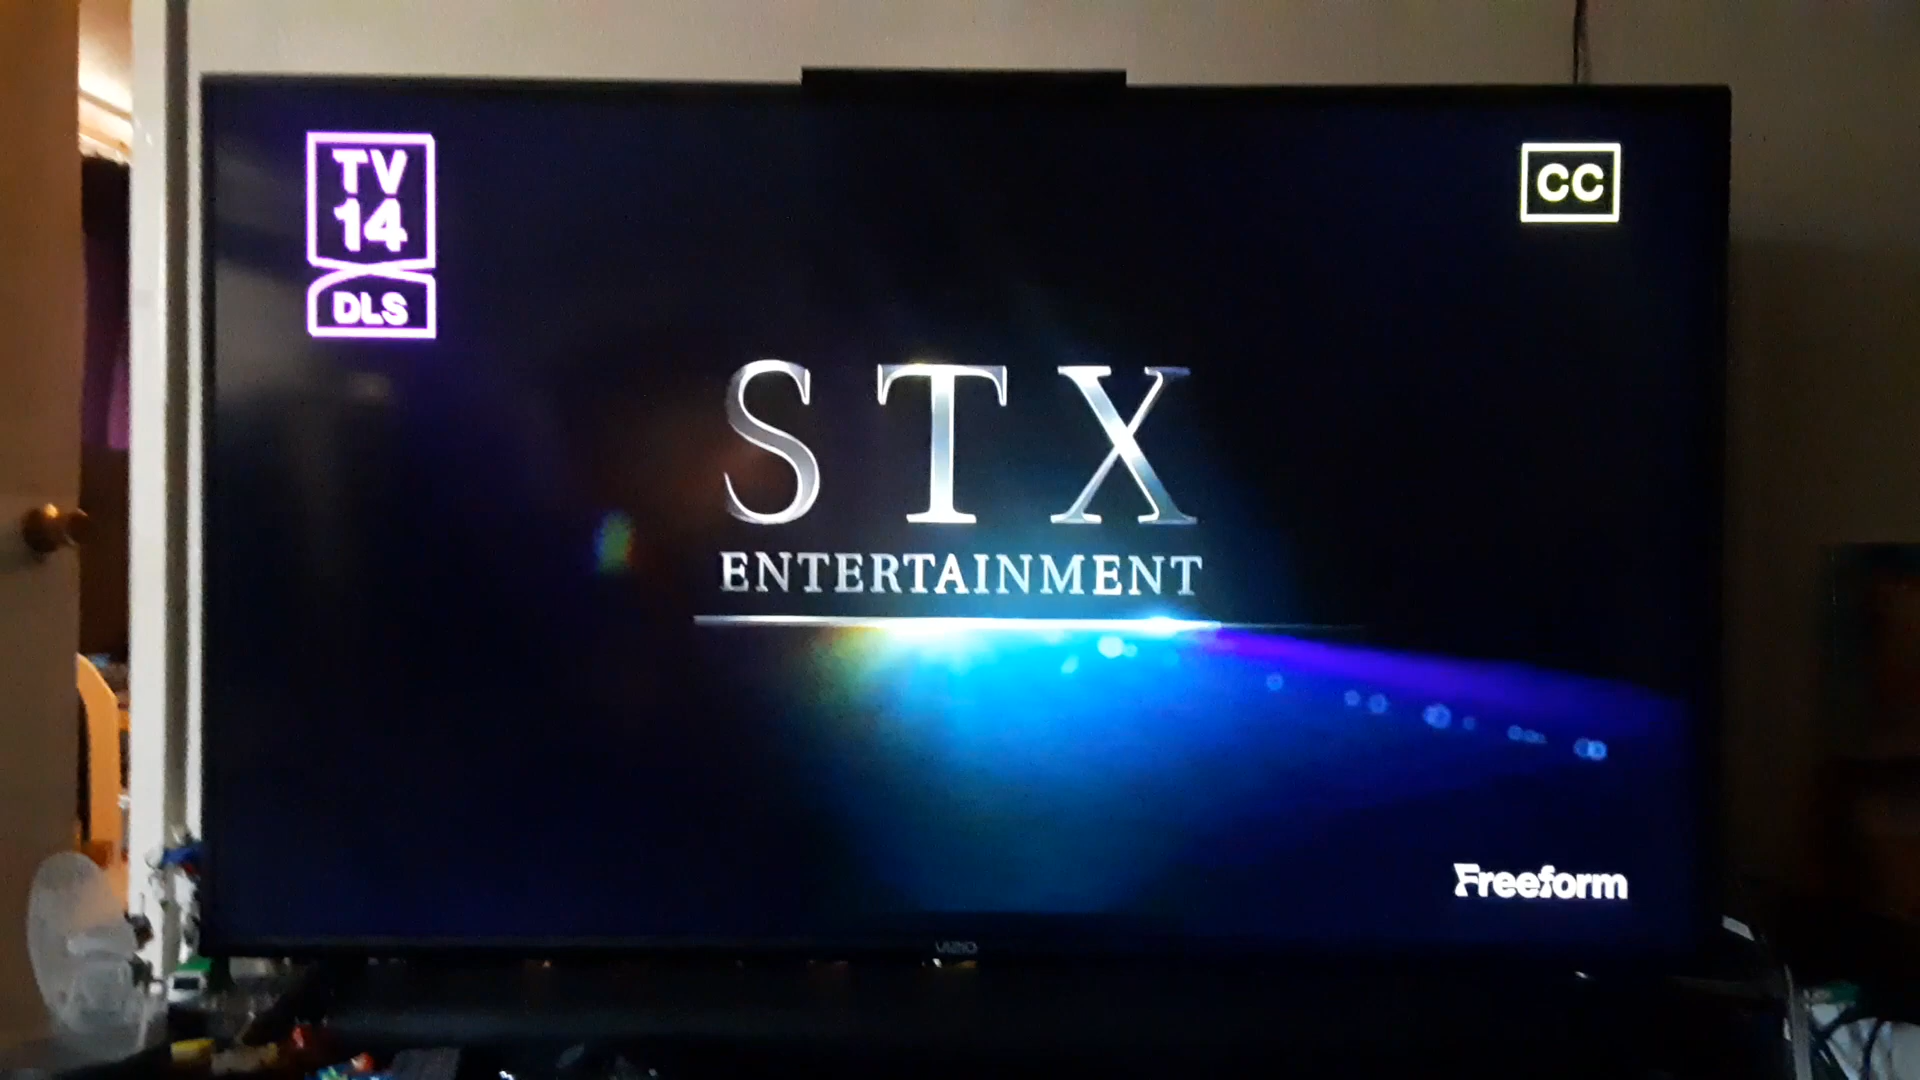 TV
14
DLS
CC
STX
ENTERTAINMENT
Freeform
VIZIO